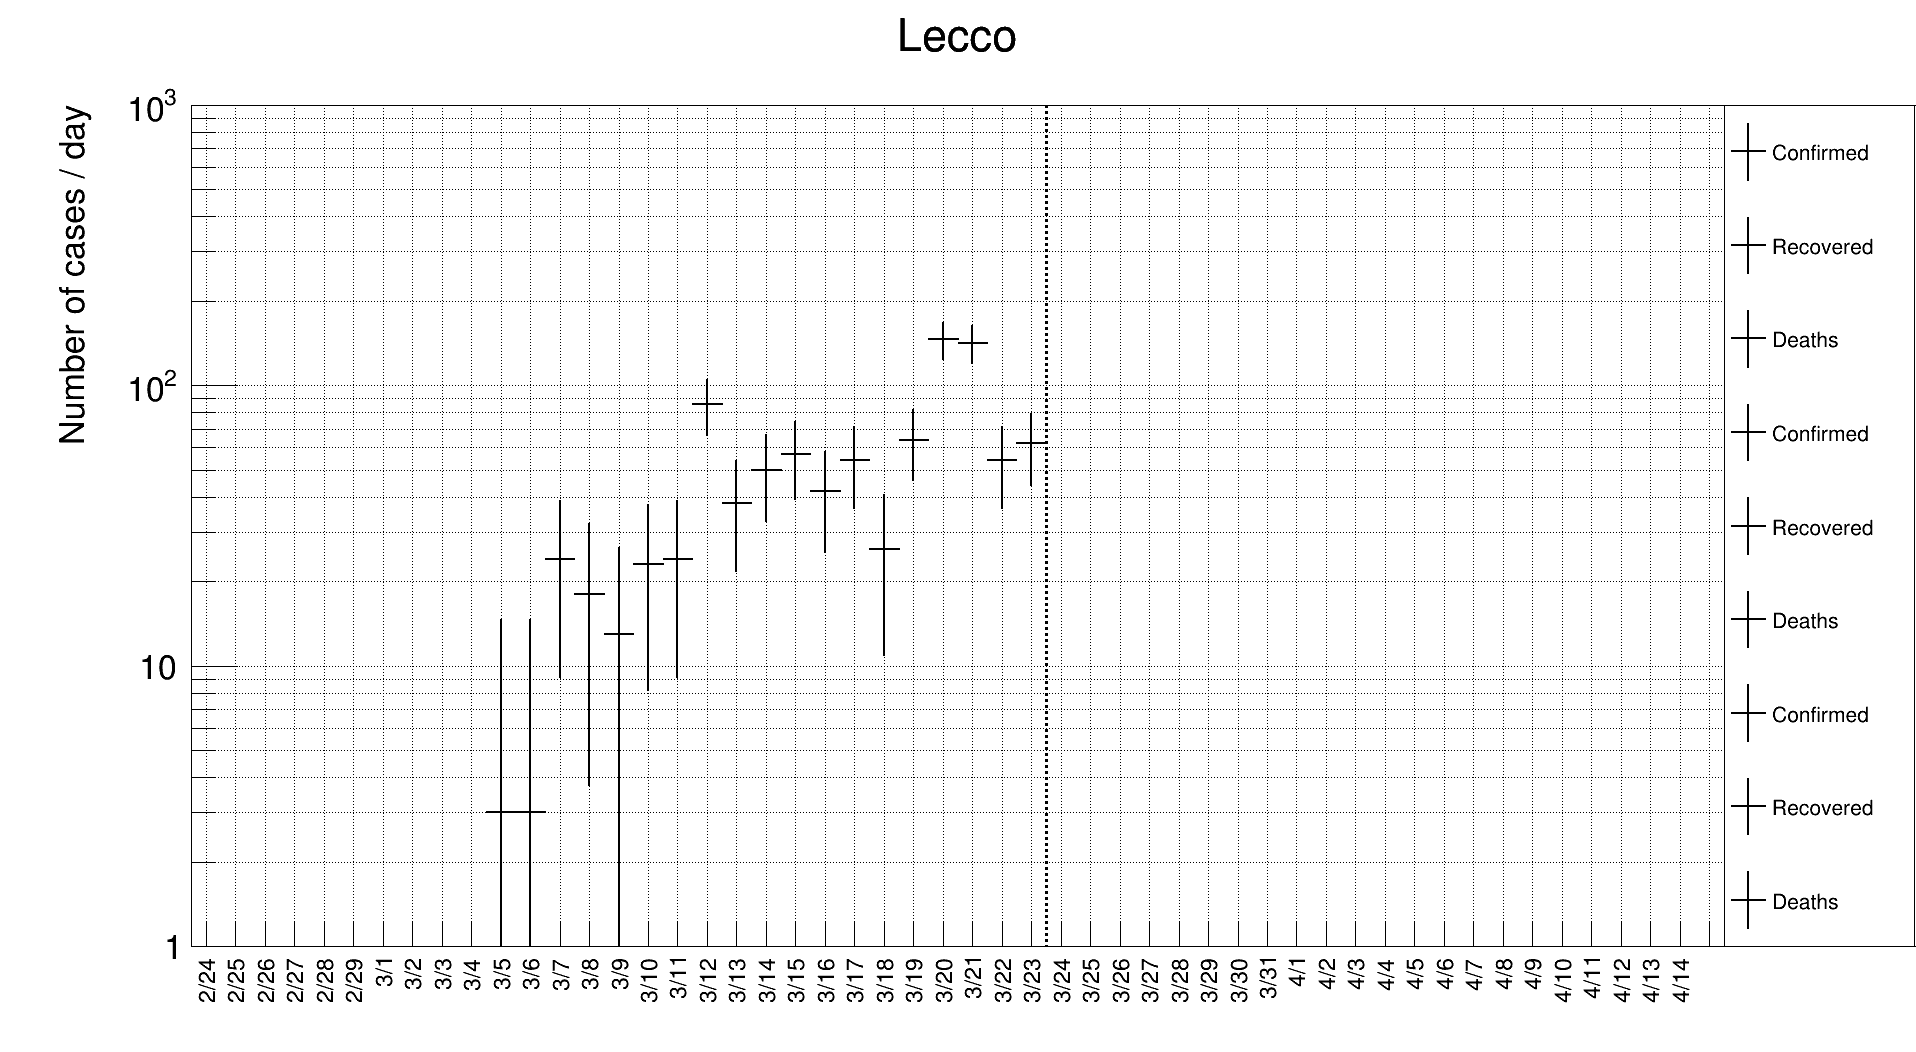 Lecco
Number of cases / day
10³
10²
10
1
2/24 2/25 2/26 2/27 2/28 2/29 3/1 3/2 3/3 3/4 3/5 3/6 3/7 3/8 3/9 3/10 3/11 3/12 3/13 3/14 3/15 3/16 3/17 3/18 3/19 3/20 3/21 3/22 3/23 3/24 3/25 3/26 3/27 3/28 3/29 3/30 3/31 4/1 4/2 4/3 4/4 4/5 4/6 4/7 4/8 4/9 4/10 4/11 4/12 4/13 4/14
Confirmed
Recovered
Deaths
Confirmed
Recovered
Deaths
Confirmed
Recovered
Deaths